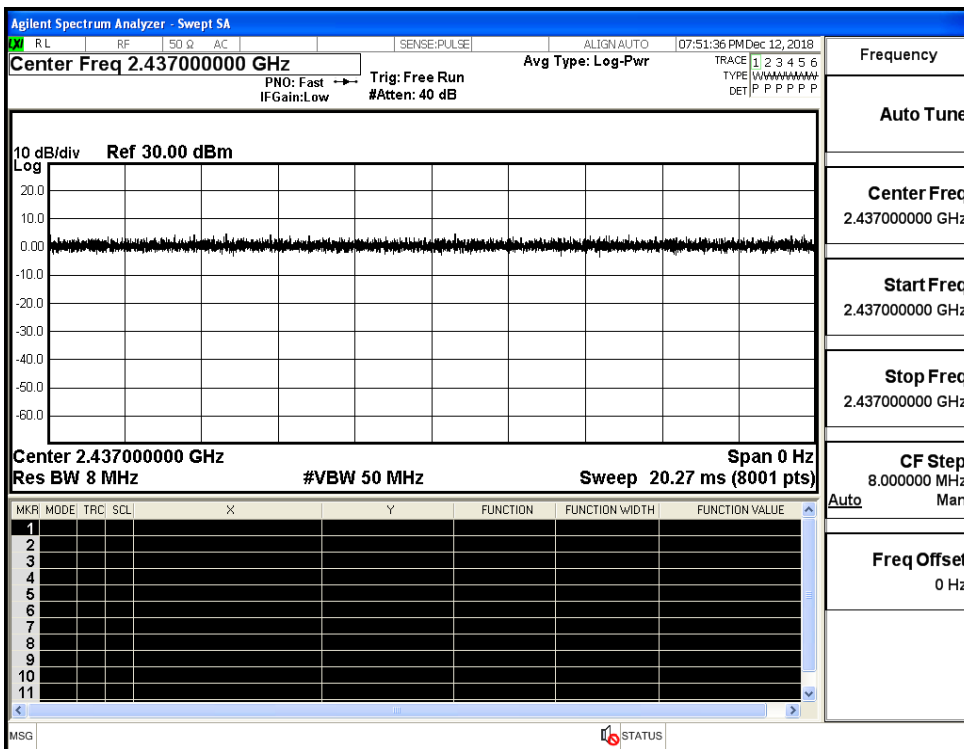 Agilent Spectrum Analyzer - Swept SA
LXI RL RF 50 Ω AC SENSE:PULSE ALIGN AUTO 07:51:36 PM Dec 12, 2018
Center Freq 2.437000000 GHz Avg Type: Log-Pwr TRACE 1 2 3 4 5 6
PNO: Fast Trig: Free Run TYPE WWWWWW
IFGain:Low #Atten: 40 dB DET P P P P P P
10 dB/div Ref 30.00 dBm
Log
20.0
10.0
0.00
-10.0
-20.0
-30.0
-40.0
-50.0
-60.0
Center 2.437000000 GHz Span 0 Hz
Res BW 8 MHz #VBW 50 MHz Sweep 20.27 ms (8001 pts)
MKR MODE TRC SCL X Y FUNCTION FUNCTION WIDTH FUNCTION VALUE
1
2
3
4
5
6
7
8
9
10
11
MSG STATUS
Frequency
Auto Tune
Center Freq
2.437000000 GHz
Start Freq
2.437000000 GHz
Stop Freq
2.437000000 GHz
CF Step
8.000000 MHz
Auto Man
Freq Offset
0 Hz